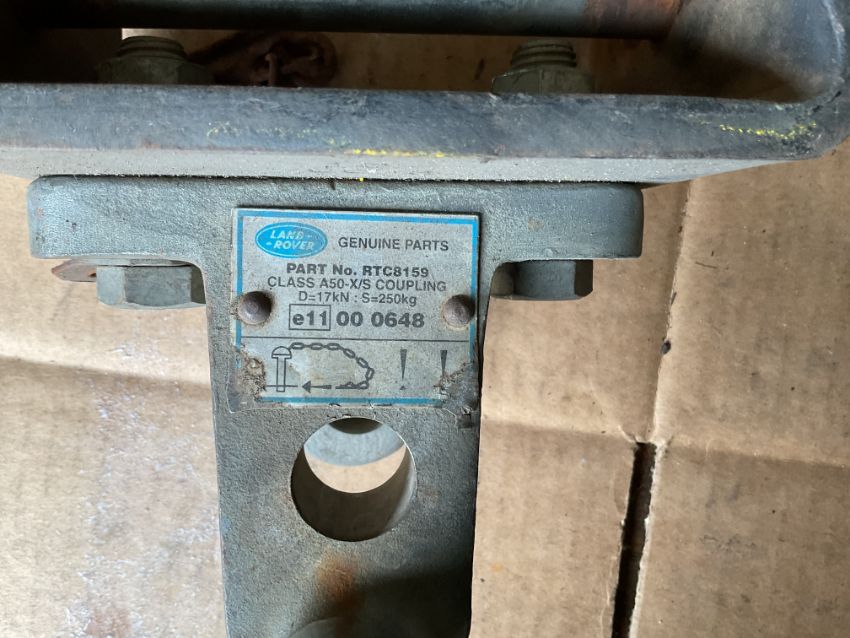 LAND-
-ROVER
GENUINE PARTS
PART No. RTC8159
CLASS A50-X/S COUPLING
D=17kN : S=250kg
e11 00 0648
! !